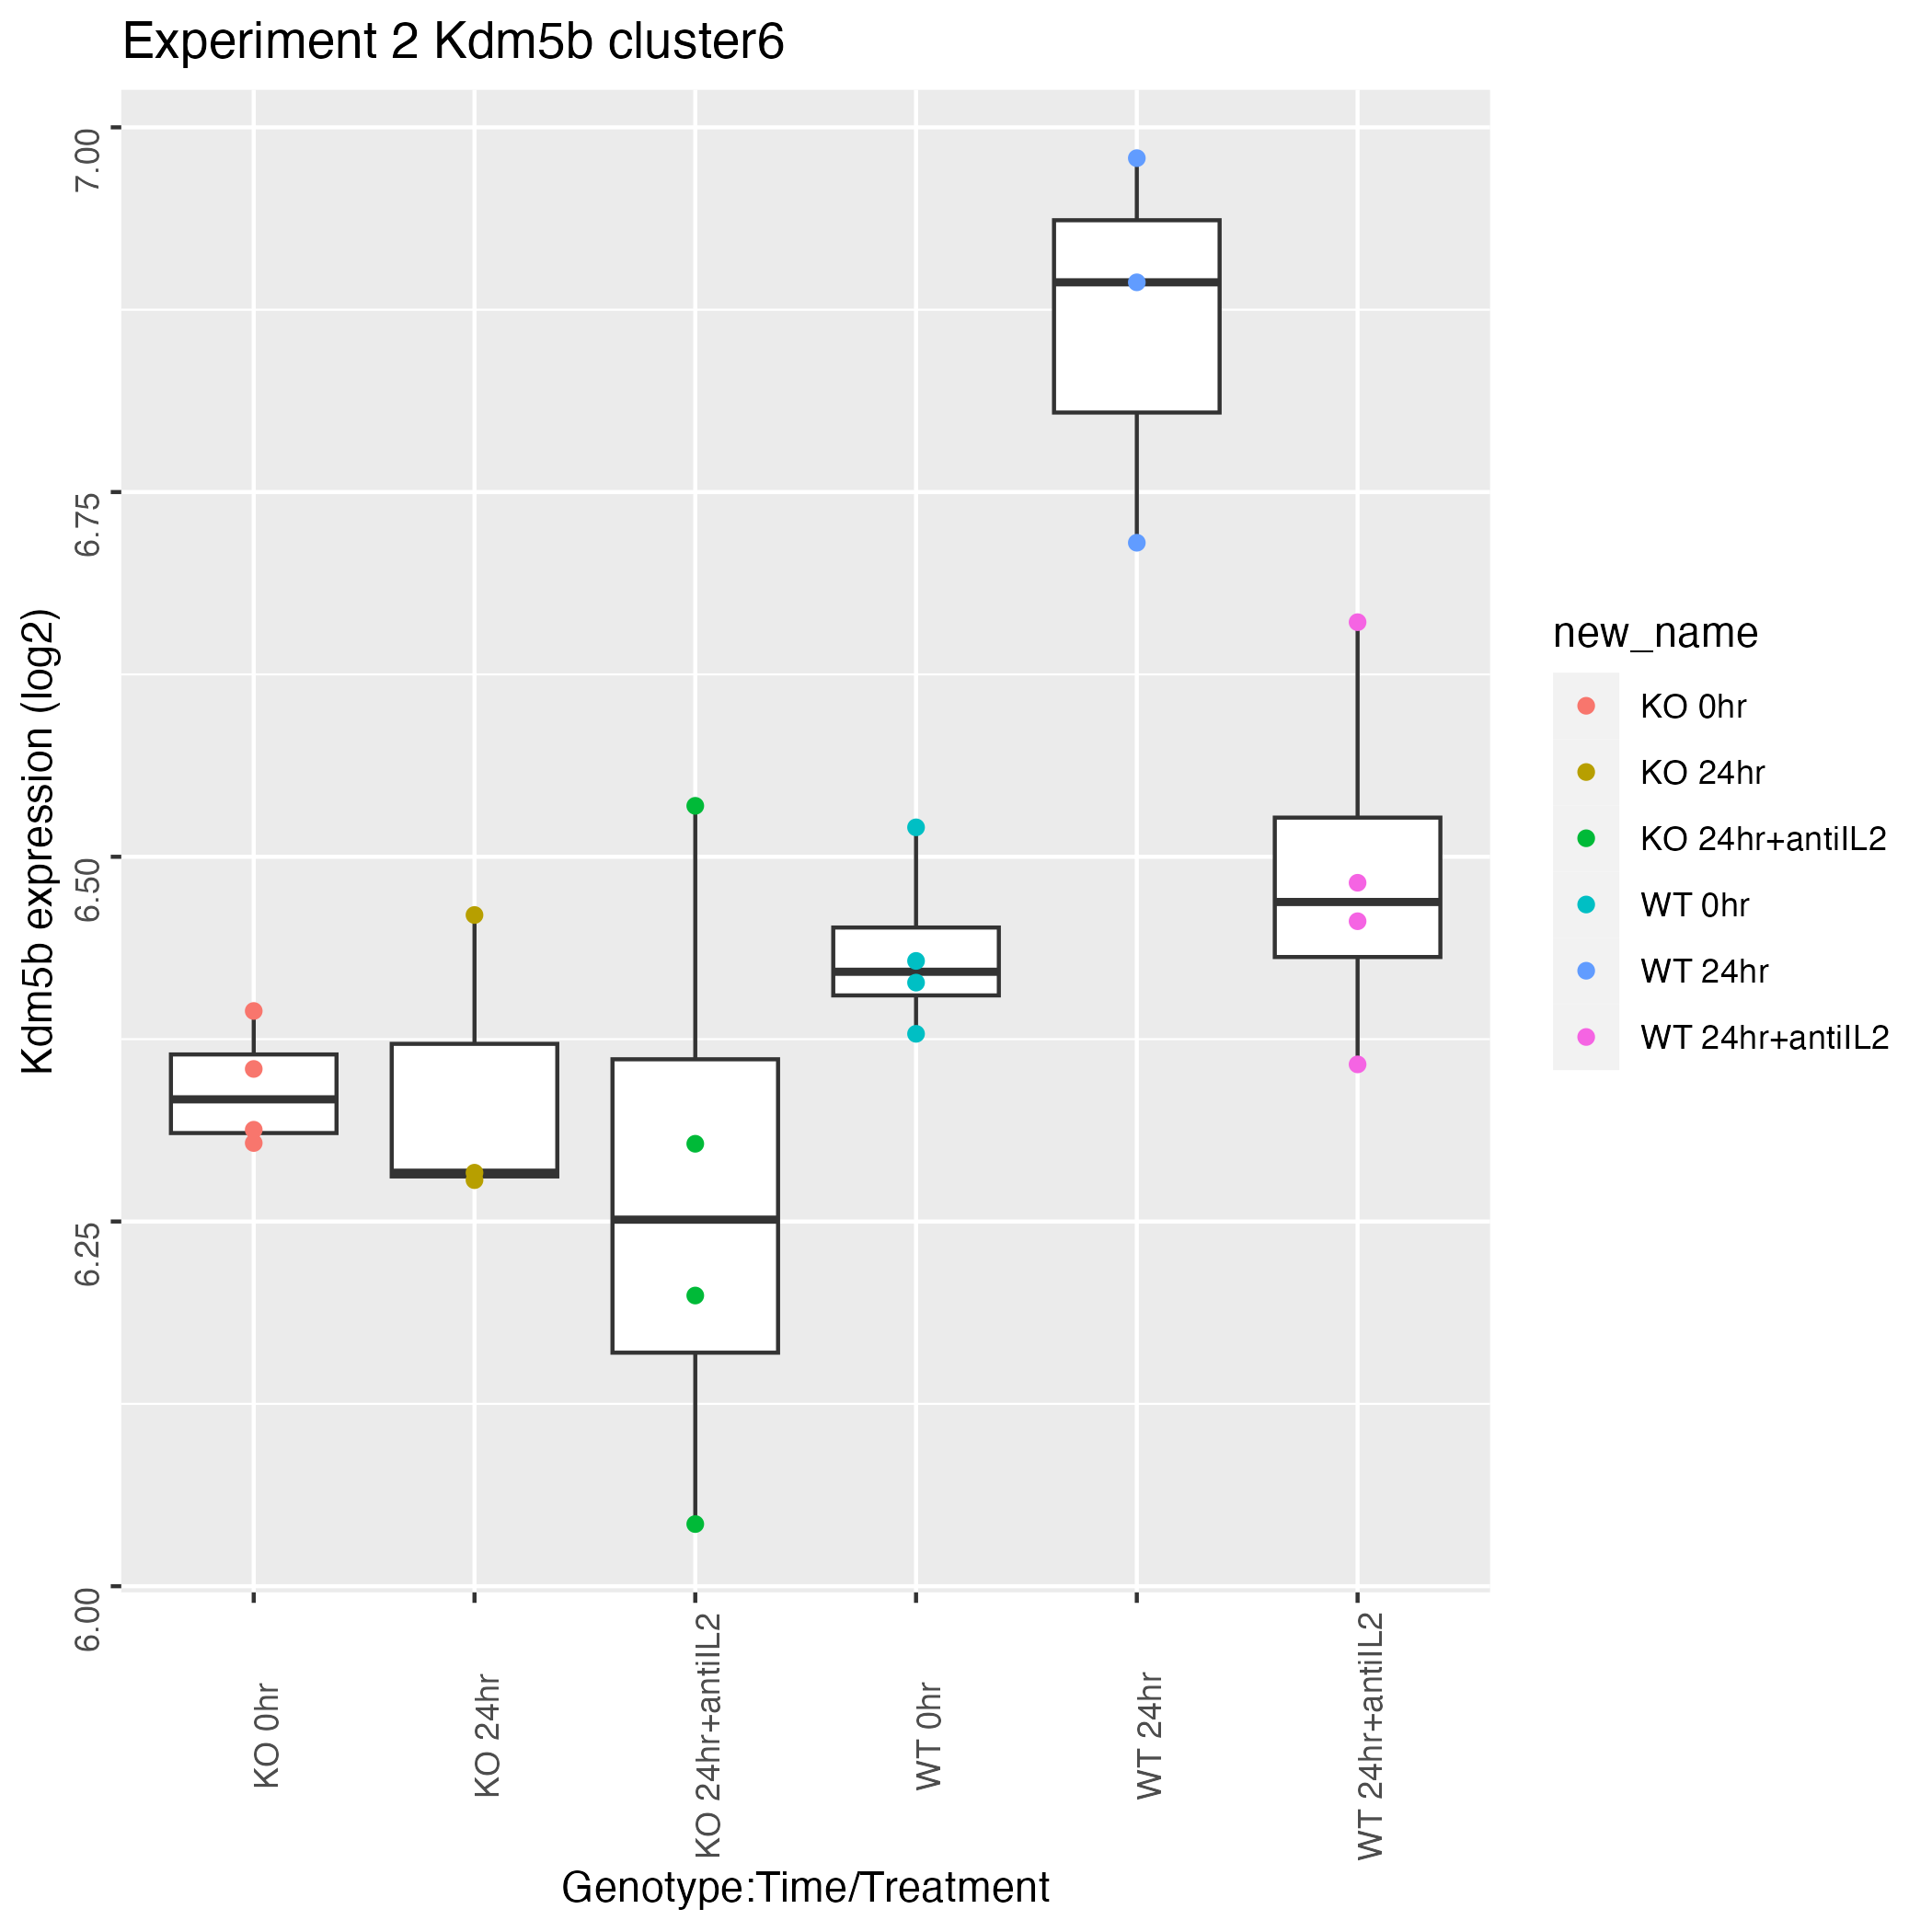 Experiment 2 Kdm5b cluster6
Kdm5b expression (log2)
7.00
6.75
6.50
6.25
6.00
KO 0hr
KO 24hr
KO 24hr+antiIL2
WT 0hr
WT 24hr
WT 24hr+antiIL2
Genotype:Time/Treatment
new_name
KO 0hr
KO 24hr
KO 24hr+antiIL2
WT 0hr
WT 24hr
WT 24hr+antiIL2